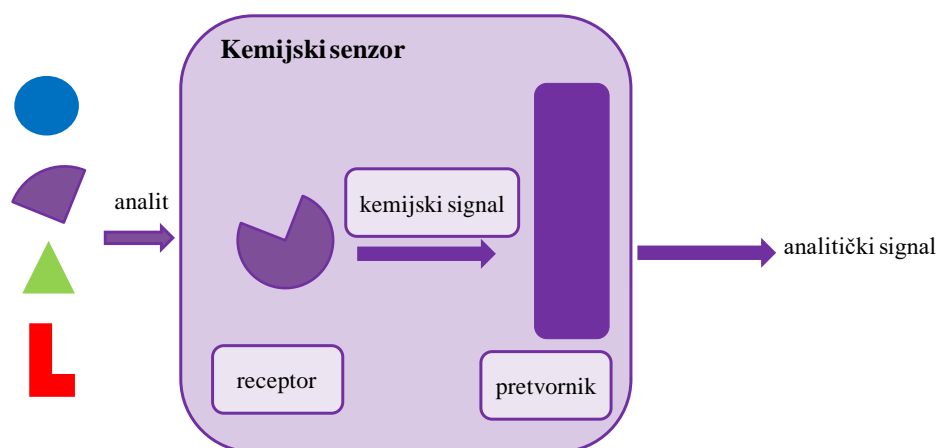 Kemijski senzor
analit
kemijski signal
analitički signal
receptor
pretvornik